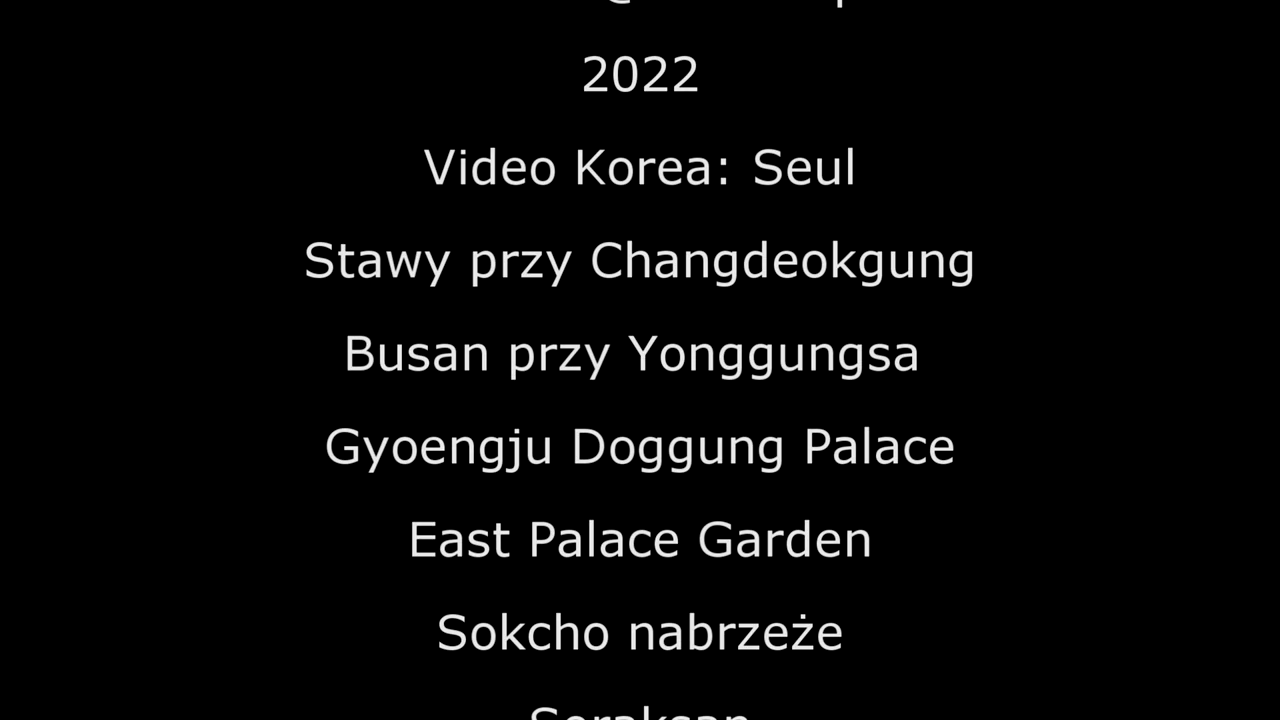 2022
Video Korea: Seul
Stawy przy Changdeokgung
Busan przy Yonggungsa
Gyoengju Doggung Palace
East Palace Garden
Sokcho nabrzeże